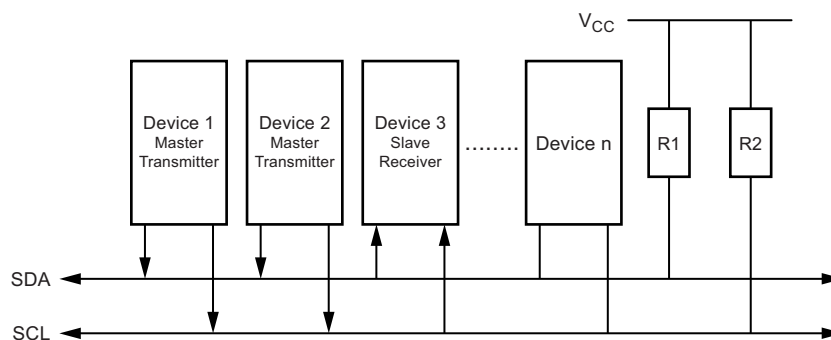 VCC
Device 1
Master
Transmitter
Device 2
Master
Transmitter
Device 3
Slave
Receiver
........
Device n
R1
R2
SDA
SCL